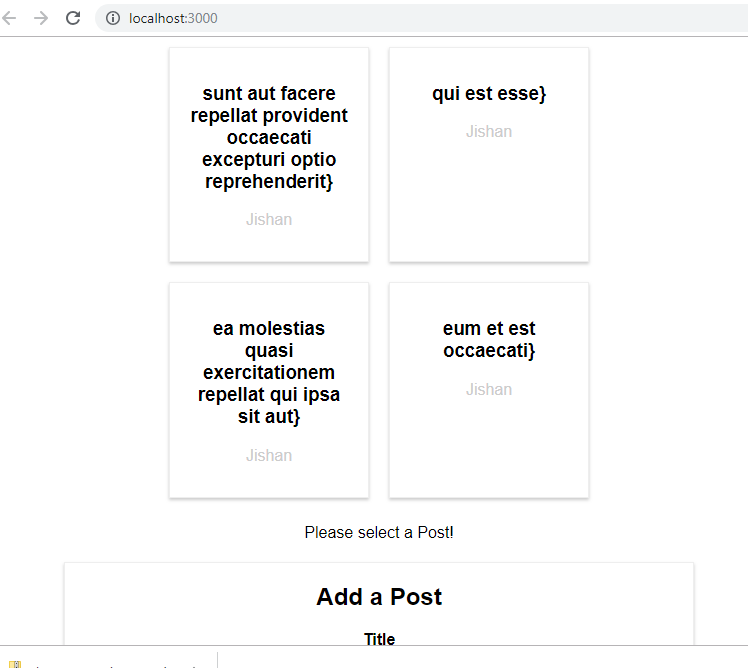 localhost:3000
sunt aut facere
repellat provident
occaecati
excepturi optio
reprehenderit}
Jishan
qui est esse}
Jishan
ea molestias
quasi
exercitationem
repellat qui ipsa
sit aut}
Jishan
eum et est
occaecati}
Jishan
Please select a Post!
Add a Post
Title